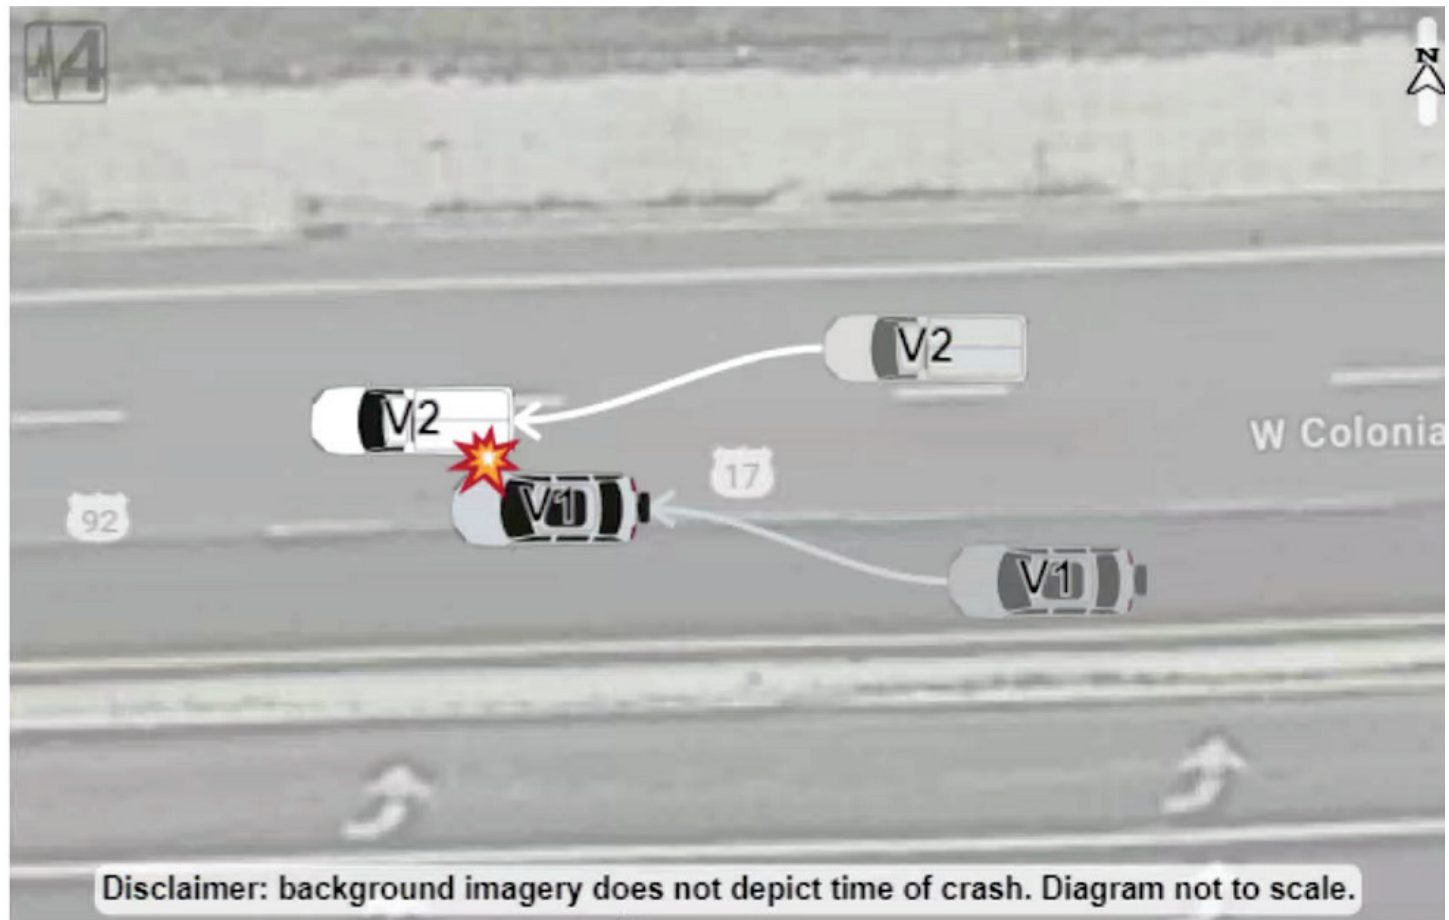 4
N
V2
V2
W Colonia
17
V1
92
V1
Disclaimer: background imagery does not depict time of crash. Diagram not to scale.